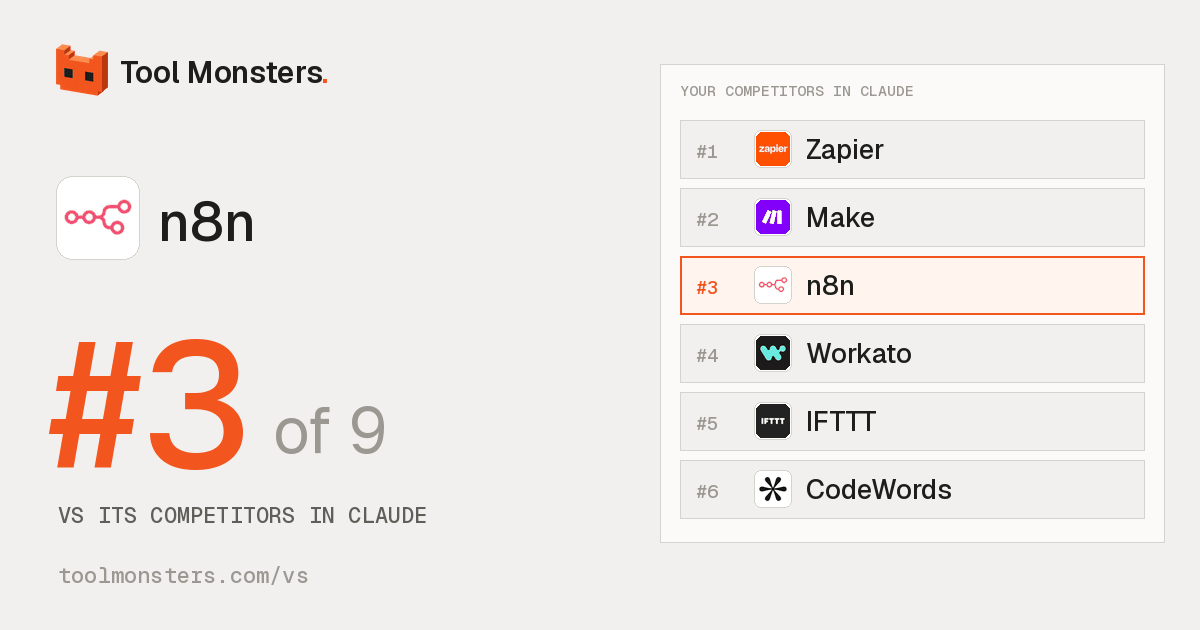 Tool Monsters.
n8n
#3 of 9
VS ITS COMPETITORS IN CLAUDE
toolmonsters.com/vs
YOUR COMPETITORS IN CLAUDE
#1 zapier Zapier
#2 Make
#3 n8n
#4 Workato
#5 IFTTT IFTTT
#6 CodeWords